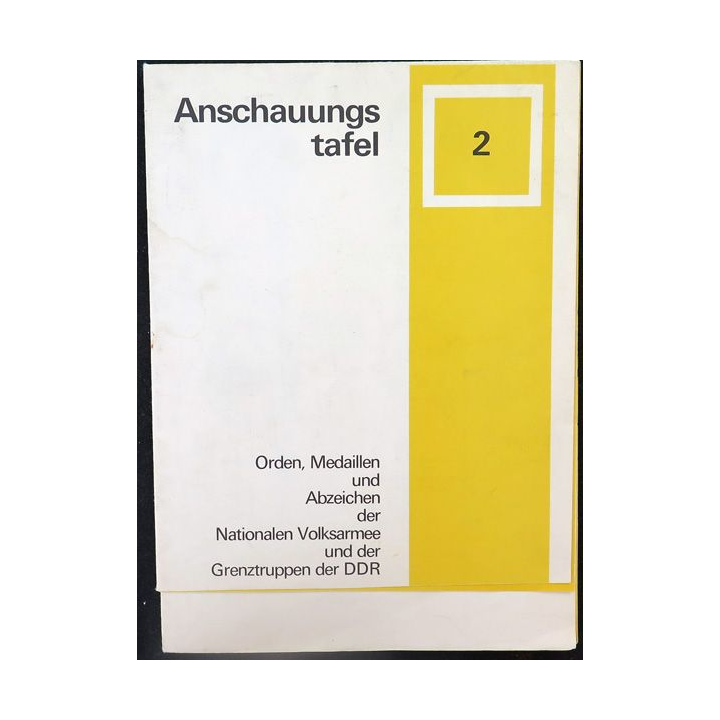 Anschauungs
tafel
2
Orden, Medaillen
und
Abzeichen
der
Nationalen Volksarmee
und der
Grenztruppen der DDR